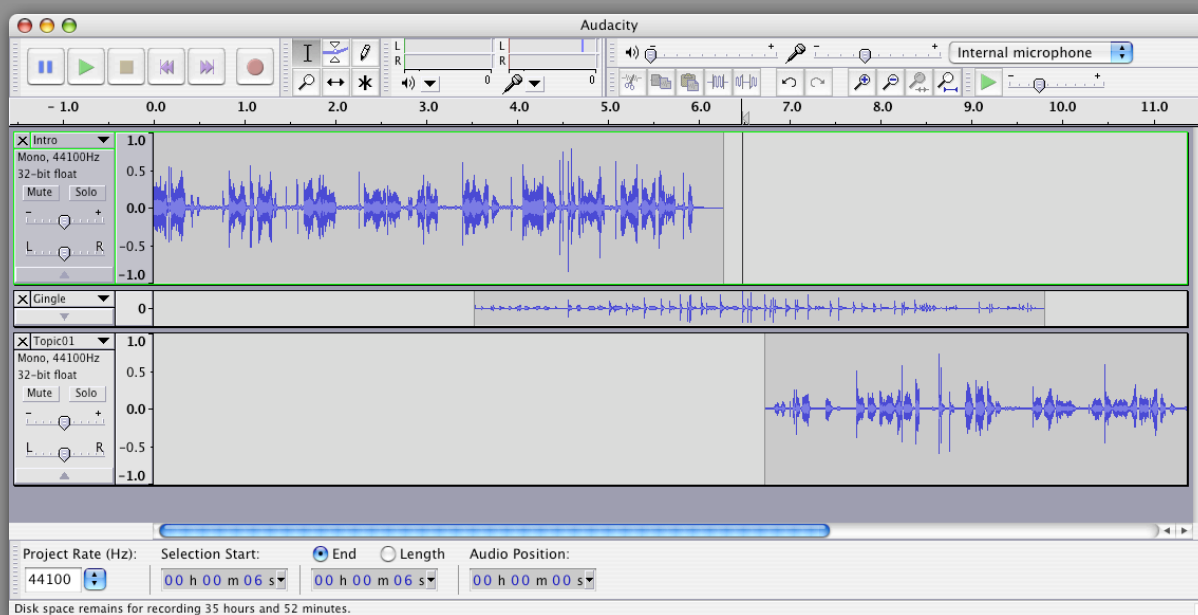 Audacity
L
R
0
L
R
0
- +
- +
Internal microphone
- +
- 1.0 0.0 1.0 2.0 3.0 4.0 5.0 6.0 7.0 8.0 9.0 10.0 11.0
X Intro
Mono, 44100Hz
32-bit float
Mute Solo
- +
L R
1.0
0.5
0.0-
-0.5
-1.0
X Gingle
0-
X Topic01
Mono, 44100Hz
32-bit float
Mute Solo
- +
L R
1.0
0.5
0.0-
-0.5
-1.0
Project Rate (Hz): Selection Start: End Length Audio Position:
44100 00 h 00 m 06 s 00 h 00 m 06 s 00 h 00 m 00 s
Disk space remains for recording 35 hours and 52 minutes.